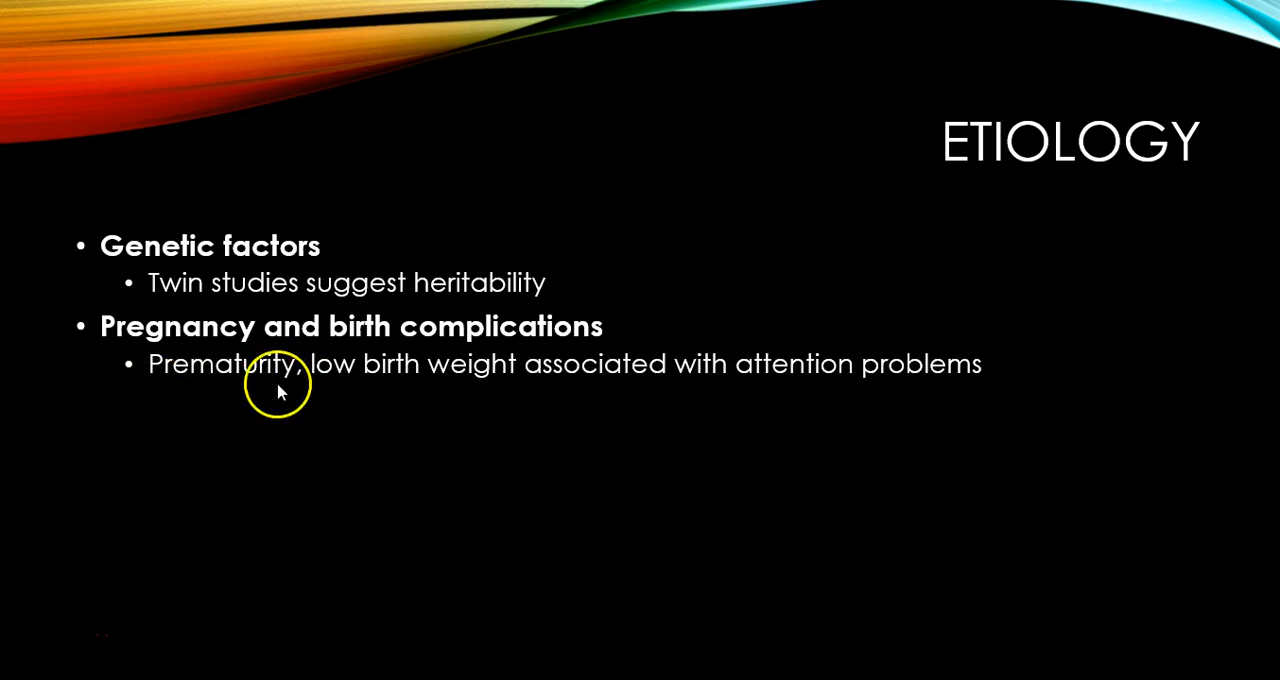 ETIOLOGY
• Genetic factors
• Twin studies suggest heritability
• Pregnancy and birth complications
• Prematurity, low birth weight associated with attention problems